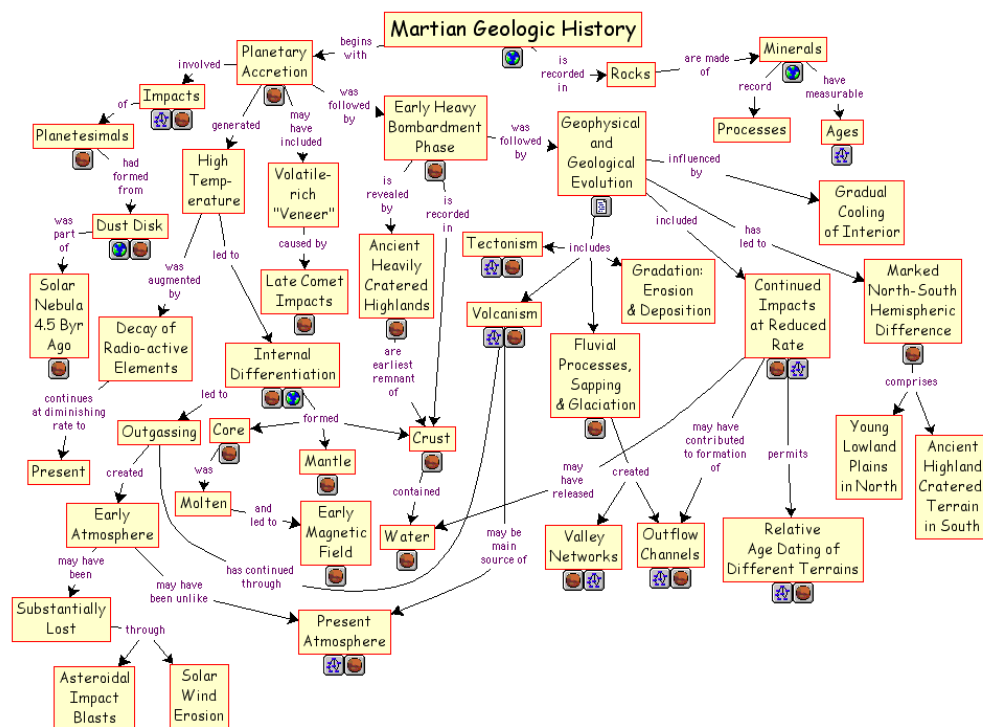 Martian Geologic History
begins
with
Planetary
Accretion
is
recorded
in
Rocks
are made
of
Minerals
record
have
measurable
Processes
Ages
involved
Impacts
of
Planetesimals
had
formed
from
Dust Disk
was
part
of
Solar
Nebula
4.5 Byr
Ago
generated
High
Temp-
erature
may
have
included
Volatile-
rich
"Veneer"
caused by
Late Comet
Impacts
was
followed
by
Early Heavy
Bombardment
Phase
is
revealed
by
Ancient
Heavily
Cratered
Highlands
are
earliest
remnant
of
is
recorded
in
was
followed
by
Geophysical
and
Geological
Evolution
influenced
by
Gradual
Cooling
of Interior
included
has
led to
Marked
North-South
Hemispheric
Difference
comprises
Young
Lowland
Plains
in North
Ancient
Highland
Cratered
Terrain
in South
includes
Tectonism
Gradation:
Erosion
& Deposition
Volcanism
Fluvial
Processes,
Sapping
& Glaciation
Continued
Impacts
at Reduced
Rate
was
augmented
by
Decay of
Radio-active
Elements
continues
at diminishing
rate to
Present
led to
Internal
Differentiation
led to
Outgassing
formed
Core
Mantle
Crust
was
Molten
and
led to
Early
Magnetic
Field
contained
Water
created
Early
Atmosphere
may have
been
Substantially
Lost
through
Asteroidal
Impact
Blasts
Solar
Wind
Erosion
may have
been unlike
has continued
through
Present
Atmosphere
may be
main
source of
may
have
released
created
Valley
Networks
Outflow
Channels
may have
contributed
to formation
of
permits
Relative
Age Dating of
Different Terrains